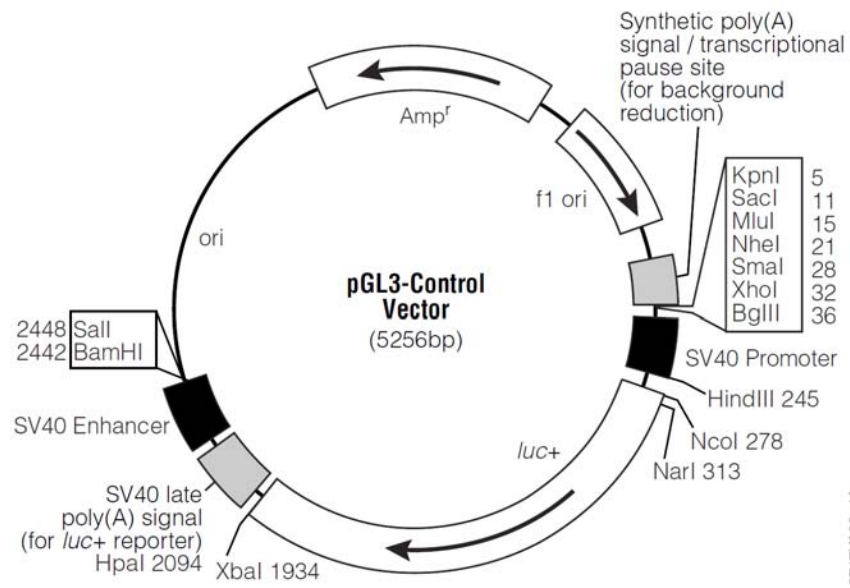 Synthetic poly(A)
signal / transcriptional
pause site
(for background
reduction)
Ampʳ
f1 ori
KpnI 5
SacI 11
MluI 15
NheI 21
SmaI 28
XhoI 32
BglII 36
ori
pGL3-Control
Vector
(5256bp)
2448 SalI
2442 BamHI
SV40 Promoter
HindIII 245
SV40 Enhancer
NcoI 278
luc+
NarI 313
SV40 late
poly(A) signal
(for luc+ reporter)
HpaI 2094
XbaI 1934